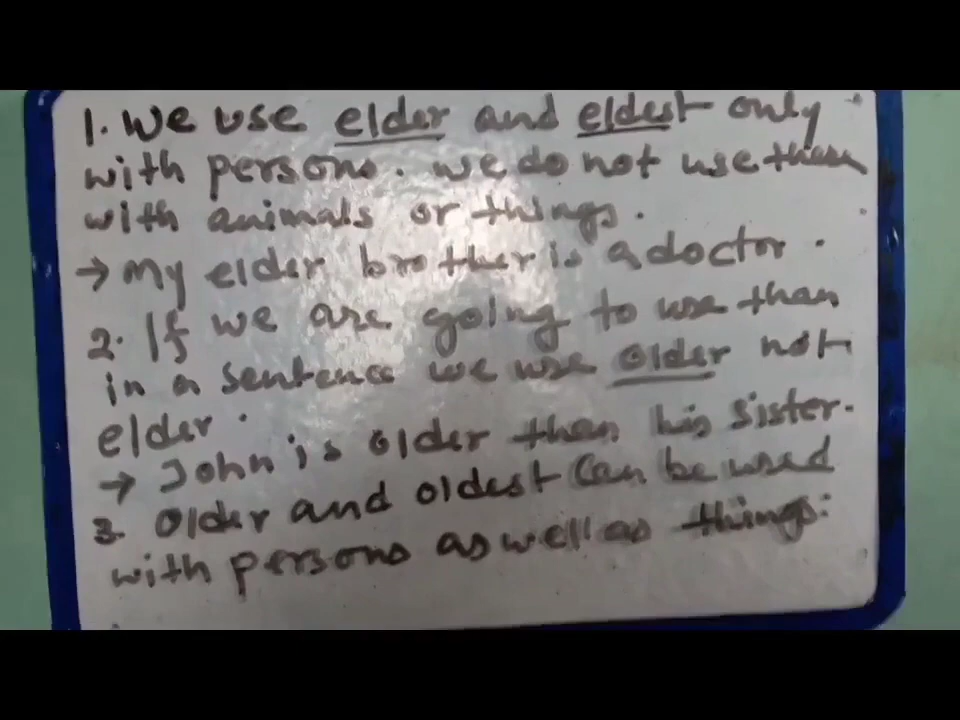 1. We use elder and eldest only
with persons. we do not use them
with animals or things.
→ My elder brother is a doctor.
2. If we are going to use than
in a sentence we use older not
elder.
→ John is older than his sister.
3. Older and oldest can be used
with persons as well as things.